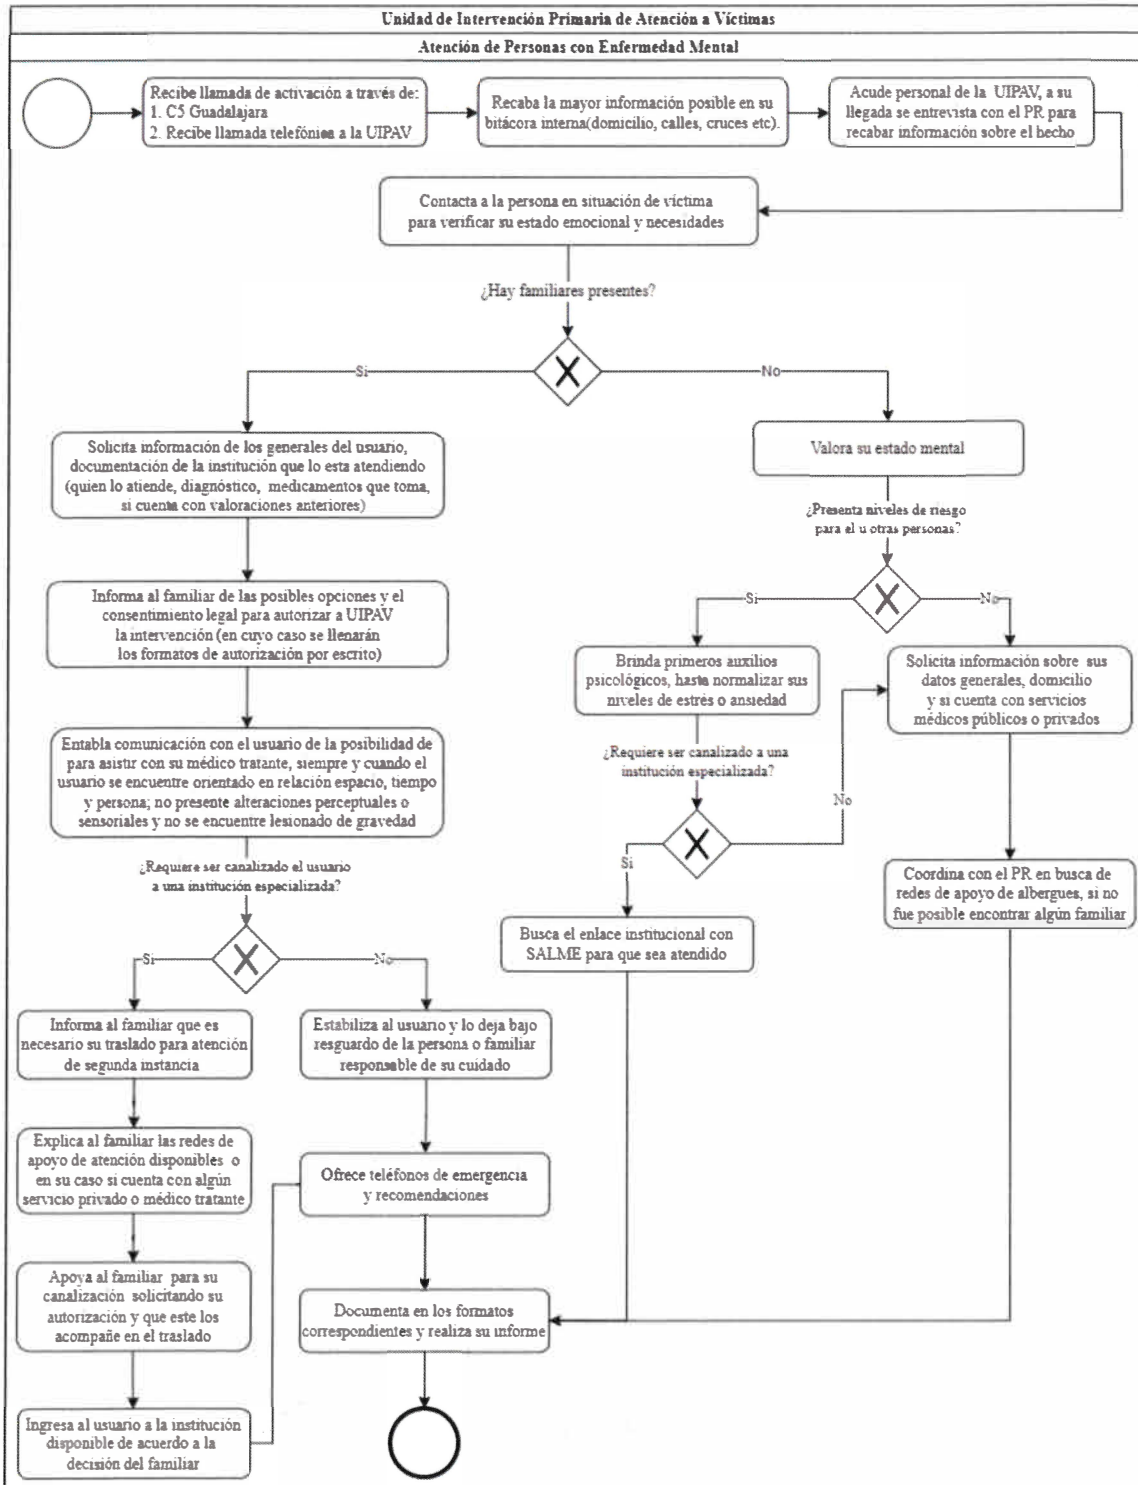 Unidad de Intervención Primaria de Atención a Víctimas
Atención de Personas con Enfermedad Mental
Recibe llamada de activación a través de:
1. C5 Guadalajara
2. Recibe llamada telefónica a la UIPAV
Recaba la mayor información posible en su
bitácora interna(domicilio, calles, cruces etc).
Acude personal de la UIPAV, a su
llegada se entrevista con el PR para
recabar información sobre el hecho
Contacta a la persona en situación de víctima
para verificar su estado emocional y necesidades
¿Hay familiares presentes?
Si
No
Solicita información de los generales del usuario,
documentación de la institución que lo esta atendiendo
(quien lo atiende, diagnóstico, medicamentos que toma,
si cuenta con valoraciones anteriores)
Valora su estado mental
¿Presenta niveles de riesgo
para el u otras personas?
Si
No
Informa al familiar de las posibles opciones y el
consentimiento legal para autorizar a UIPAV
la intervención (en cuyo caso se llenarán
los formatos de autorización por escrito)
Brinda primeros auxilios
psicológicos, hasta normalizar sus
niveles de estrés o ansiedad
Solicita información sobre sus
datos generales, domicilio
y si cuenta con servicios
médicos públicos o privados
Entabla comunicación con el usuario de la posibilidad de
para asistir con su médico tratante, siempre y cuando el
usuario se encuentre orientado en relación espacio, tiempo
y persona; no presente alteraciones perceptuales o
sensoriales y no se encuentre lesionado de gravedad
¿Requiere ser canalizado a una
institución especializada?
No
Si
¿Requiere ser canalizado el usuario
a una institución especializada?
Coordina con el PR en busca de
redes de apoyo de albergues, si no
fue posible encontrar algún familiar
Busca el enlace institucional con
SALME para que sea atendido
Si
No
Informa al familiar que es
necesario su traslado para atención
de segunda instancia
Estabiliza al usuario y lo deja bajo
resguardo de la persona o familiar
responsable de su cuidado
Explica al familiar las redes de
apoyo de atención disponibles o
en su caso si cuenta con algún
servicio privado o médico tratante
Ofrece teléfonos de emergencia
y recomendaciones
Apoya al familiar para su
canalización solicitando su
autorización y que este los
acompañe en el traslado
Documenta en los formatos
correspondientes y realiza su informe
Ingresa al usuario a la institución
disponible de acuerdo a la
decisión del familiar